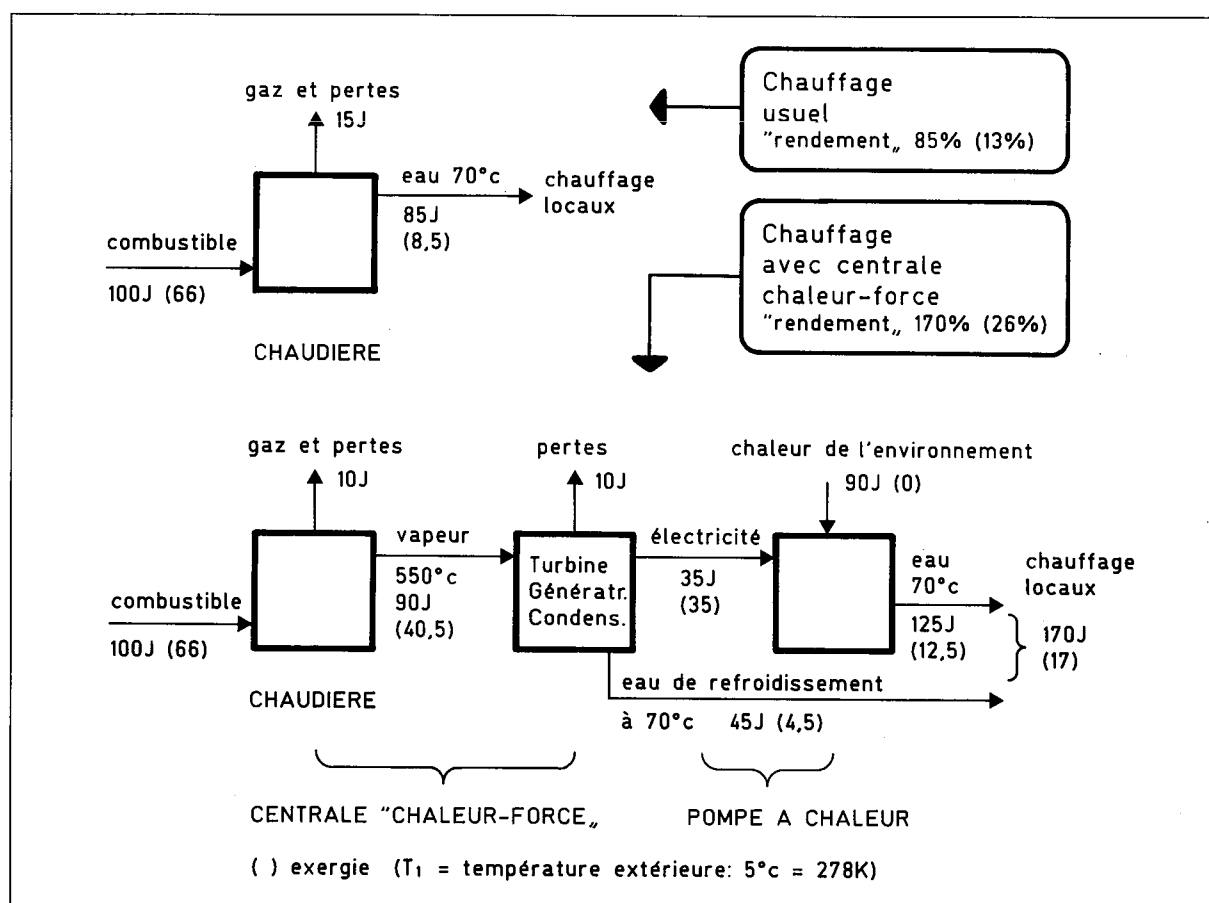 gaz et pertes
15J
eau 70°c
chauffage
locaux
85J
(8,5)
combustible
100J (66)
CHAUDIERE
Chauffage
usuel
"rendement„ 85% (13%)
Chauffage
avec centrale
chaleur-force
"rendement„ 170% (26%)
gaz et pertes
10J
pertes
10J
chaleur de l'environnement
90J (0)
vapeur
550°c
90J
(40,5)
Turbine
Génératr.
Condens.
électricité
35J
(35)
eau
70°c
125J
(12,5)
chauffage
locaux
170J
(17)
combustible
100J (66)
CHAUDIERE
eau de refroidissement
à 70°c 45J (4,5)
CENTRALE "CHALEUR-FORCE„
POMPE A CHALEUR
( ) exergie (T1 = température extérieure: 5°c = 278K)